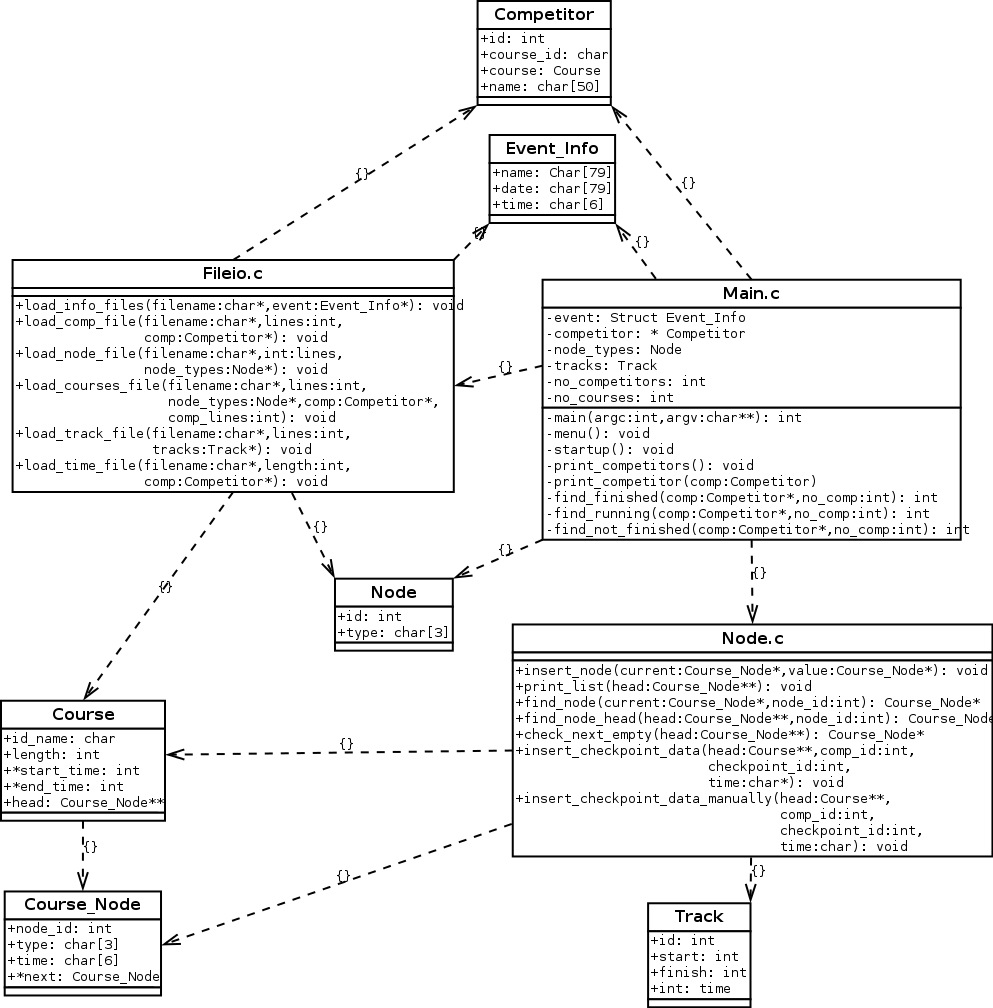 Competitor
+id: int
+course_id: char
+course: Course
+name: char[50]
Event_Info
+name: Char[79]
+date: char[79]
+time: char[6]
{}
{}
{}
{}
Fileio.c
+load_info_files(filename:char*,event:Event_Info*): void
+load_comp_file(filename:char*,lines:int,
comp:Competitor*): void
+load_node_file(filename:char*,int:lines,
node_types:Node*): void
+load_courses_file(filename:char*,lines:int,
node_types:Node*,comp:Competitor*,
comp_lines:int): void
+load_track_file(filename:char*,lines:int,
tracks:Track*): void
+load_time_file(filename:char*,length:int,
comp:Competitor*): void
{}
Main.c
-event: Struct Event_Info
-competitor: * Competitor
-node_types: Node
-tracks: Track
-no_competitors: int
-no_courses: int
-main(argc:int,argv:char**): int
-menu(): void
-startup(): void
-print_competitors(): void
-print_competitor(comp:Competitor)
-find_finished(comp:Competitor*,no_comp:int): int
-find_running(comp:Competitor*,no_comp:int): int
-find_not_finished(comp:Competitor*,no_comp:int): int
{}
{}
{}
{}
Node
+id: int
+type: char[3]
Node.c
+insert_node(current:Course_Node*,value:Course_Node*): void
+print_list(head:Course_Node**): void
+find_node(current:Course_Node*,node_id:int): Course_Node*
+find_node_head(head:Course_Node**,node_id:int): Course_Node
+check_next_empty(head:Course_Node**): Course_Node*
+insert_checkpoint_data(head:Course**,comp_id:int,
checkpoint_id:int,
time:char*): void
+insert_checkpoint_data_manually(head:Course**,
comp_id:int,
checkpoint_id:int,
time:char): void
Course
+id_name: char
+length: int
+*start_time: int
+*end_time: int
+head: Course_Node**
{}
{}
{}
{}
Course_Node
+node_id: int
+type: char[3]
+time: char[6]
+*next: Course_Node
Track
+id: int
+start: int
+finish: int
+int: time